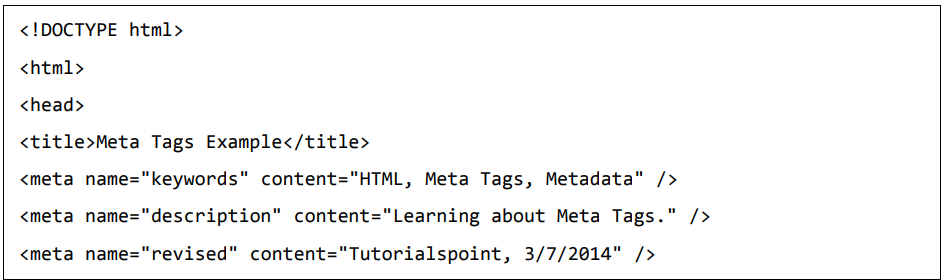 <!DOCTYPE html>
<html>
<head>
<title>Meta Tags Example</title>
<meta name="keywords" content="HTML, Meta Tags, Metadata" />
<meta name="description" content="Learning about Meta Tags." />
<meta name="revised" content="Tutorialspoint, 3/7/2014" />